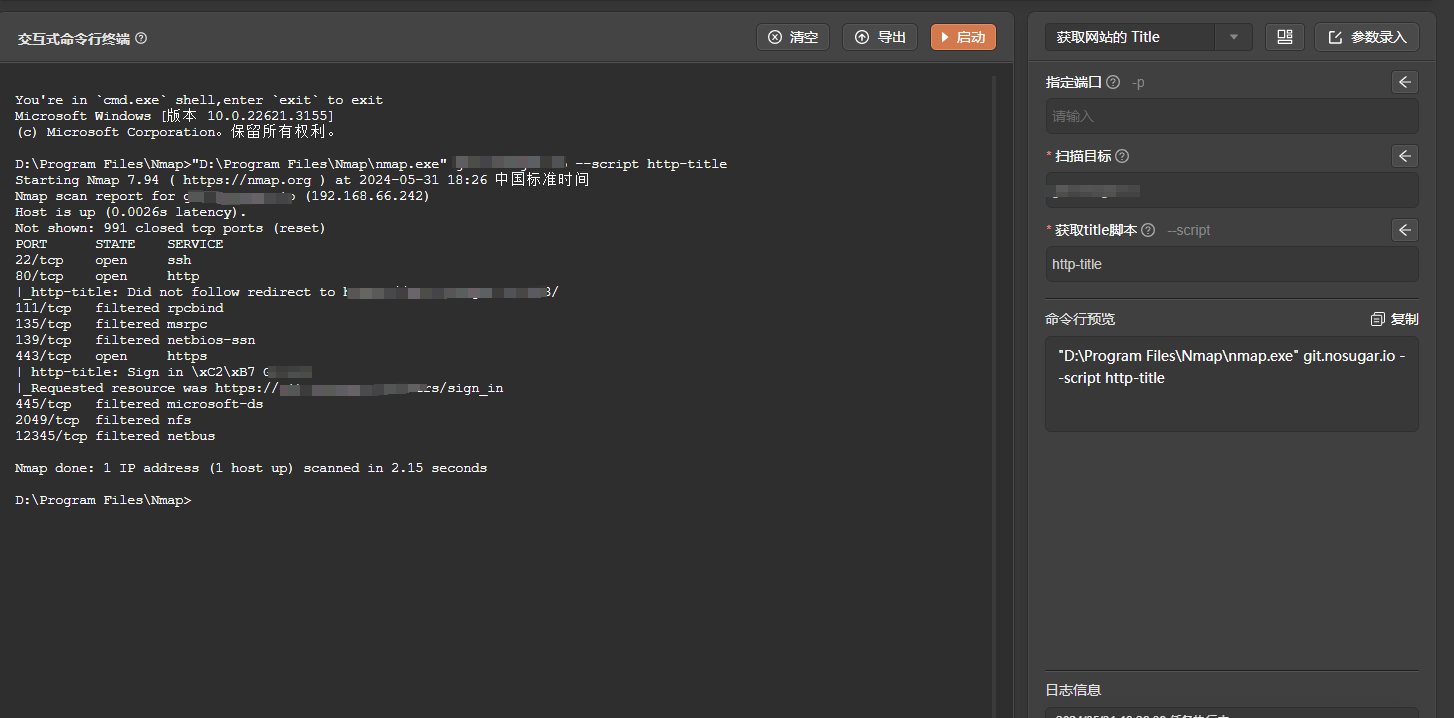 交互式命令行终端
清空
导出
启动
You're in `cmd.exe` shell,enter `exit` to exit
Microsoft Windows [版本 10.0.22621.3155]
(c) Microsoft Corporation。保留所有权利。
D:\Program Files\Nmap>"D:\Program Files\Nmap\nmap.exe" --script http-title
Starting Nmap 7.94 ( https://nmap.org ) at 2024-05-31 18:26 中国标准时间
Nmap scan report for (192.168.66.242)
Host is up (0.0026s latency).
Not shown: 991 closed tcp ports (reset)
PORT STATE SERVICE
22/tcp open ssh
80/tcp open http
|_http-title: Did not follow redirect to
111/tcp filtered rpcbind
135/tcp filtered msrpc
139/tcp filtered netbios-ssn
443/tcp open https
| http-title: Sign in \xC2\xB7
|_Requested resource was https:// /sign_in
445/tcp filtered microsoft-ds
2049/tcp filtered nfs
12345/tcp filtered netbus
Nmap done: 1 IP address (1 host up) scanned in 2.15 seconds
D:\Program Files\Nmap>
获取网站的 Title
参数录入
指定端口 -p
请输入
* 扫描目标
* 获取title脚本 --script
http-title
命令行预览
复制
"D:\Program Files\Nmap\nmap.exe" git.nosugar.io -
-script http-title
日志信息